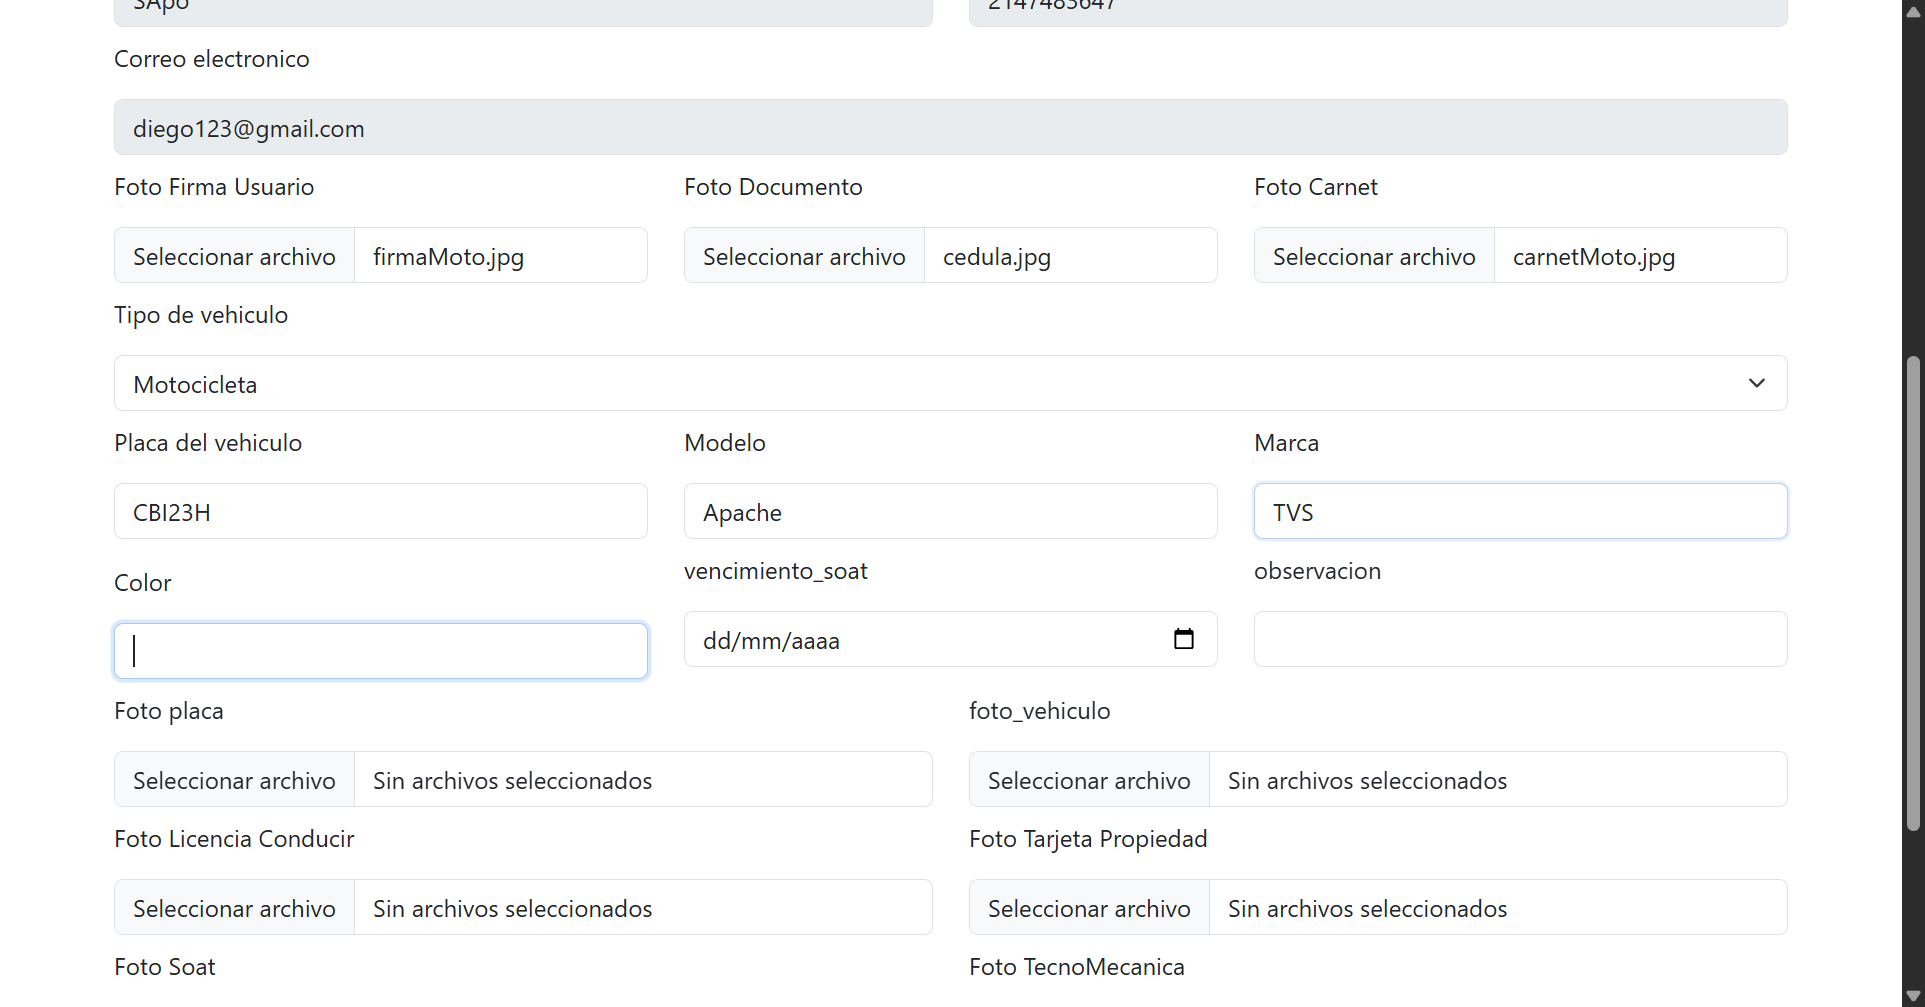 SApo 2147483647
Correo electronico
diego123@gmail.com
Foto Firma Usuario Foto Documento Foto Carnet
Seleccionar archivo firmaMoto.jpg Seleccionar archivo cedula.jpg Seleccionar archivo carnetMoto.jpg
Tipo de vehiculo
Motocicleta
Placa del vehiculo Modelo Marca
CBI23H Apache TVS
Color vencimiento_soat observacion
dd/mm/aaaa
Foto placa foto_vehiculo
Seleccionar archivo Sin archivos seleccionados Seleccionar archivo Sin archivos seleccionados
Foto Licencia Conducir Foto Tarjeta Propiedad
Seleccionar archivo Sin archivos seleccionados Seleccionar archivo Sin archivos seleccionados
Foto Soat Foto TecnoMecanica